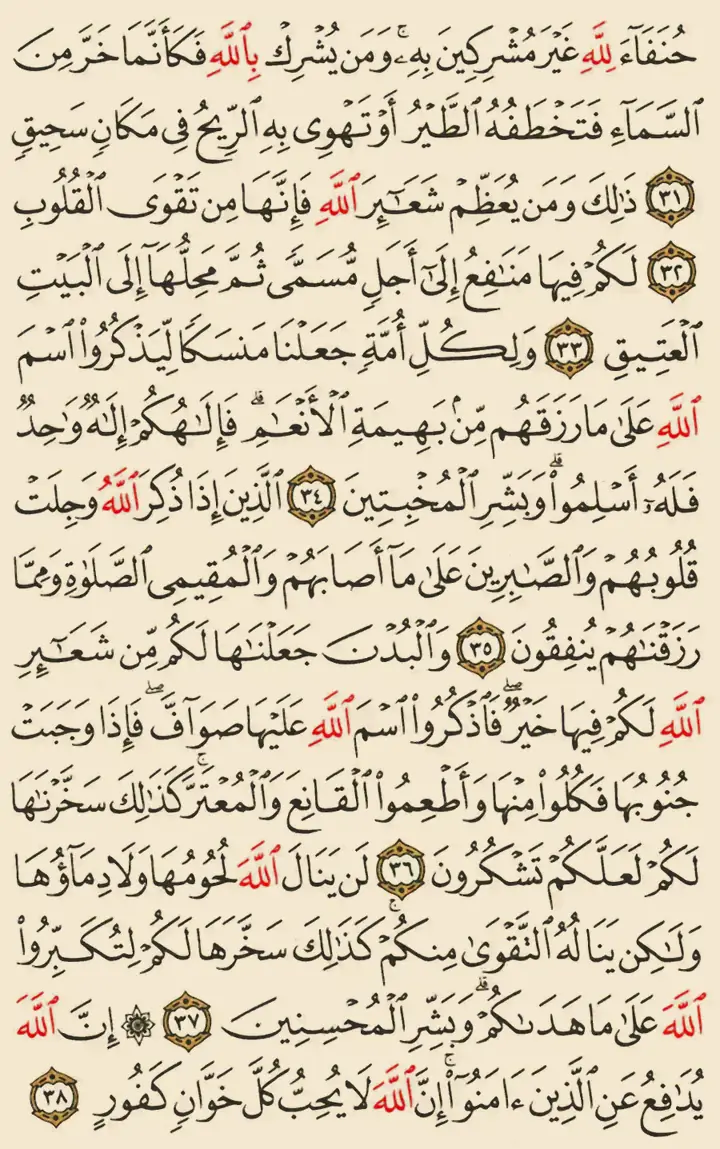 حُنَفَآءَ لِلَّهِ غَيْرَ مُشْرِكِينَ بِهِۦۚ وَمَن يُشْرِكْ بِٱللَّهِ فَكَأَنَّمَا خَرَّ مِنَ
ٱلسَّمَآءِ فَتَخْطَفُهُ ٱلطَّيْرُ أَوْ تَهْوِى بِهِ ٱلرِّيحُ فِى مَكَانٍ سَحِيقٍ
٣١ ذَٰلِكَ وَمَن يُعَظِّمْ شَعَٰٓئِرَ ٱللَّهِ فَإِنَّهَا مِن تَقْوَى ٱلْقُلُوبِ
٣٢ لَكُمْ فِيهَا مَنَٰفِعُ إِلَىٰٓ أَجَلٍ مُّسَمًّى ثُمَّ مَحِلُّهَآ إِلَى ٱلْبَيْتِ
ٱلْعَتِيقِ ٣٣ وَلِكُلِّ أُمَّةٍ جَعَلْنَا مَنسَكًا لِّيَذْكُرُوا۟ ٱسْمَ
ٱللَّهِ عَلَىٰ مَا رَزَقَهُم مِّنۢ بَهِيمَةِ ٱلْأَنْعَٰمِۗ فَإِلَٰهُكُمْ إِلَٰهٌ وَٰحِدٌ
فَلَهُۥٓ أَسْلِمُوا۟ۗ وَبَشِّرِ ٱلْمُخْبِتِينَ ٣٤ ٱلَّذِينَ إِذَا ذُكِرَ ٱللَّهُ وَجِلَتْ
قُلُوبُهُمْ وَٱلصَّٰبِرِينَ عَلَىٰ مَآ أَصَابَهُمْ وَٱلْمُقِيمِى ٱلصَّلَوٰةِ وَمِمَّا
رَزَقْنَٰهُمْ يُنفِقُونَ ٣٥ وَٱلْبُدْنَ جَعَلْنَٰهَا لَكُم مِّن شَعَٰٓئِرِ
ٱللَّهِ لَكُمْ فِيهَا خَيْرٌۖ فَٱذْكُرُوا۟ ٱسْمَ ٱللَّهِ عَلَيْهَا صَوَآفَّۖ فَإِذَا وَجَبَتْ
جُنُوبُهَا فَكُلُوا۟ مِنْهَا وَأَطْعِمُوا۟ ٱلْقَانِعَ وَٱلْمُعْتَرَّۚ كَذَٰلِكَ سَخَّرْنَٰهَا
لَكُمْ لَعَلَّكُمْ تَشْكُرُونَ ٣٦ لَن يَنَالَ ٱللَّهَ لُحُومُهَا وَلَا دِمَآؤُهَا
وَلَٰكِن يَنَالُهُ ٱلتَّقْوَىٰ مِنكُمْۚ كَذَٰلِكَ سَخَّرَهَا لَكُمْ لِتُكَبِّرُوا۟
ٱللَّهَ عَلَىٰ مَا هَدَىٰكُمْۗ وَبَشِّرِ ٱلْمُحْسِنِينَ ٣٧ ۞ إِنَّ ٱللَّهَ
يُدَٰفِعُ عَنِ ٱلَّذِينَ ءَامَنُوٓا۟ۚ إِنَّ ٱللَّهَ لَا يُحِبُّ كُلَّ خَوَّانٍ كَفُورٍ ٣٨